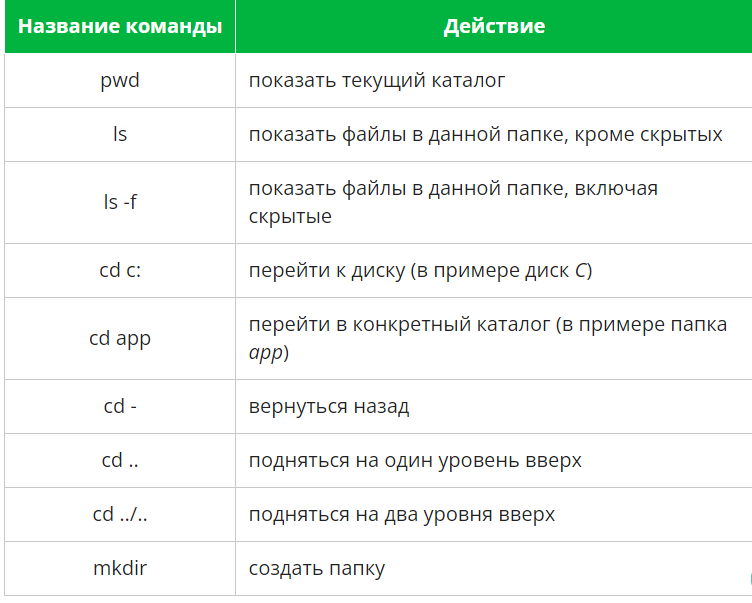 Название команды Действие
pwd показать текущий каталог
ls показать файлы в данной папке, кроме скрытых
ls -f показать файлы в данной папке, включая
скрытые
cd c: перейти к диску (в примере диск C)
cd app перейти в конкретный каталог (в примере папка
app)
cd - вернуться назад
cd .. подняться на один уровень вверх
cd ../.. подняться на два уровня вверх
mkdir создать папку